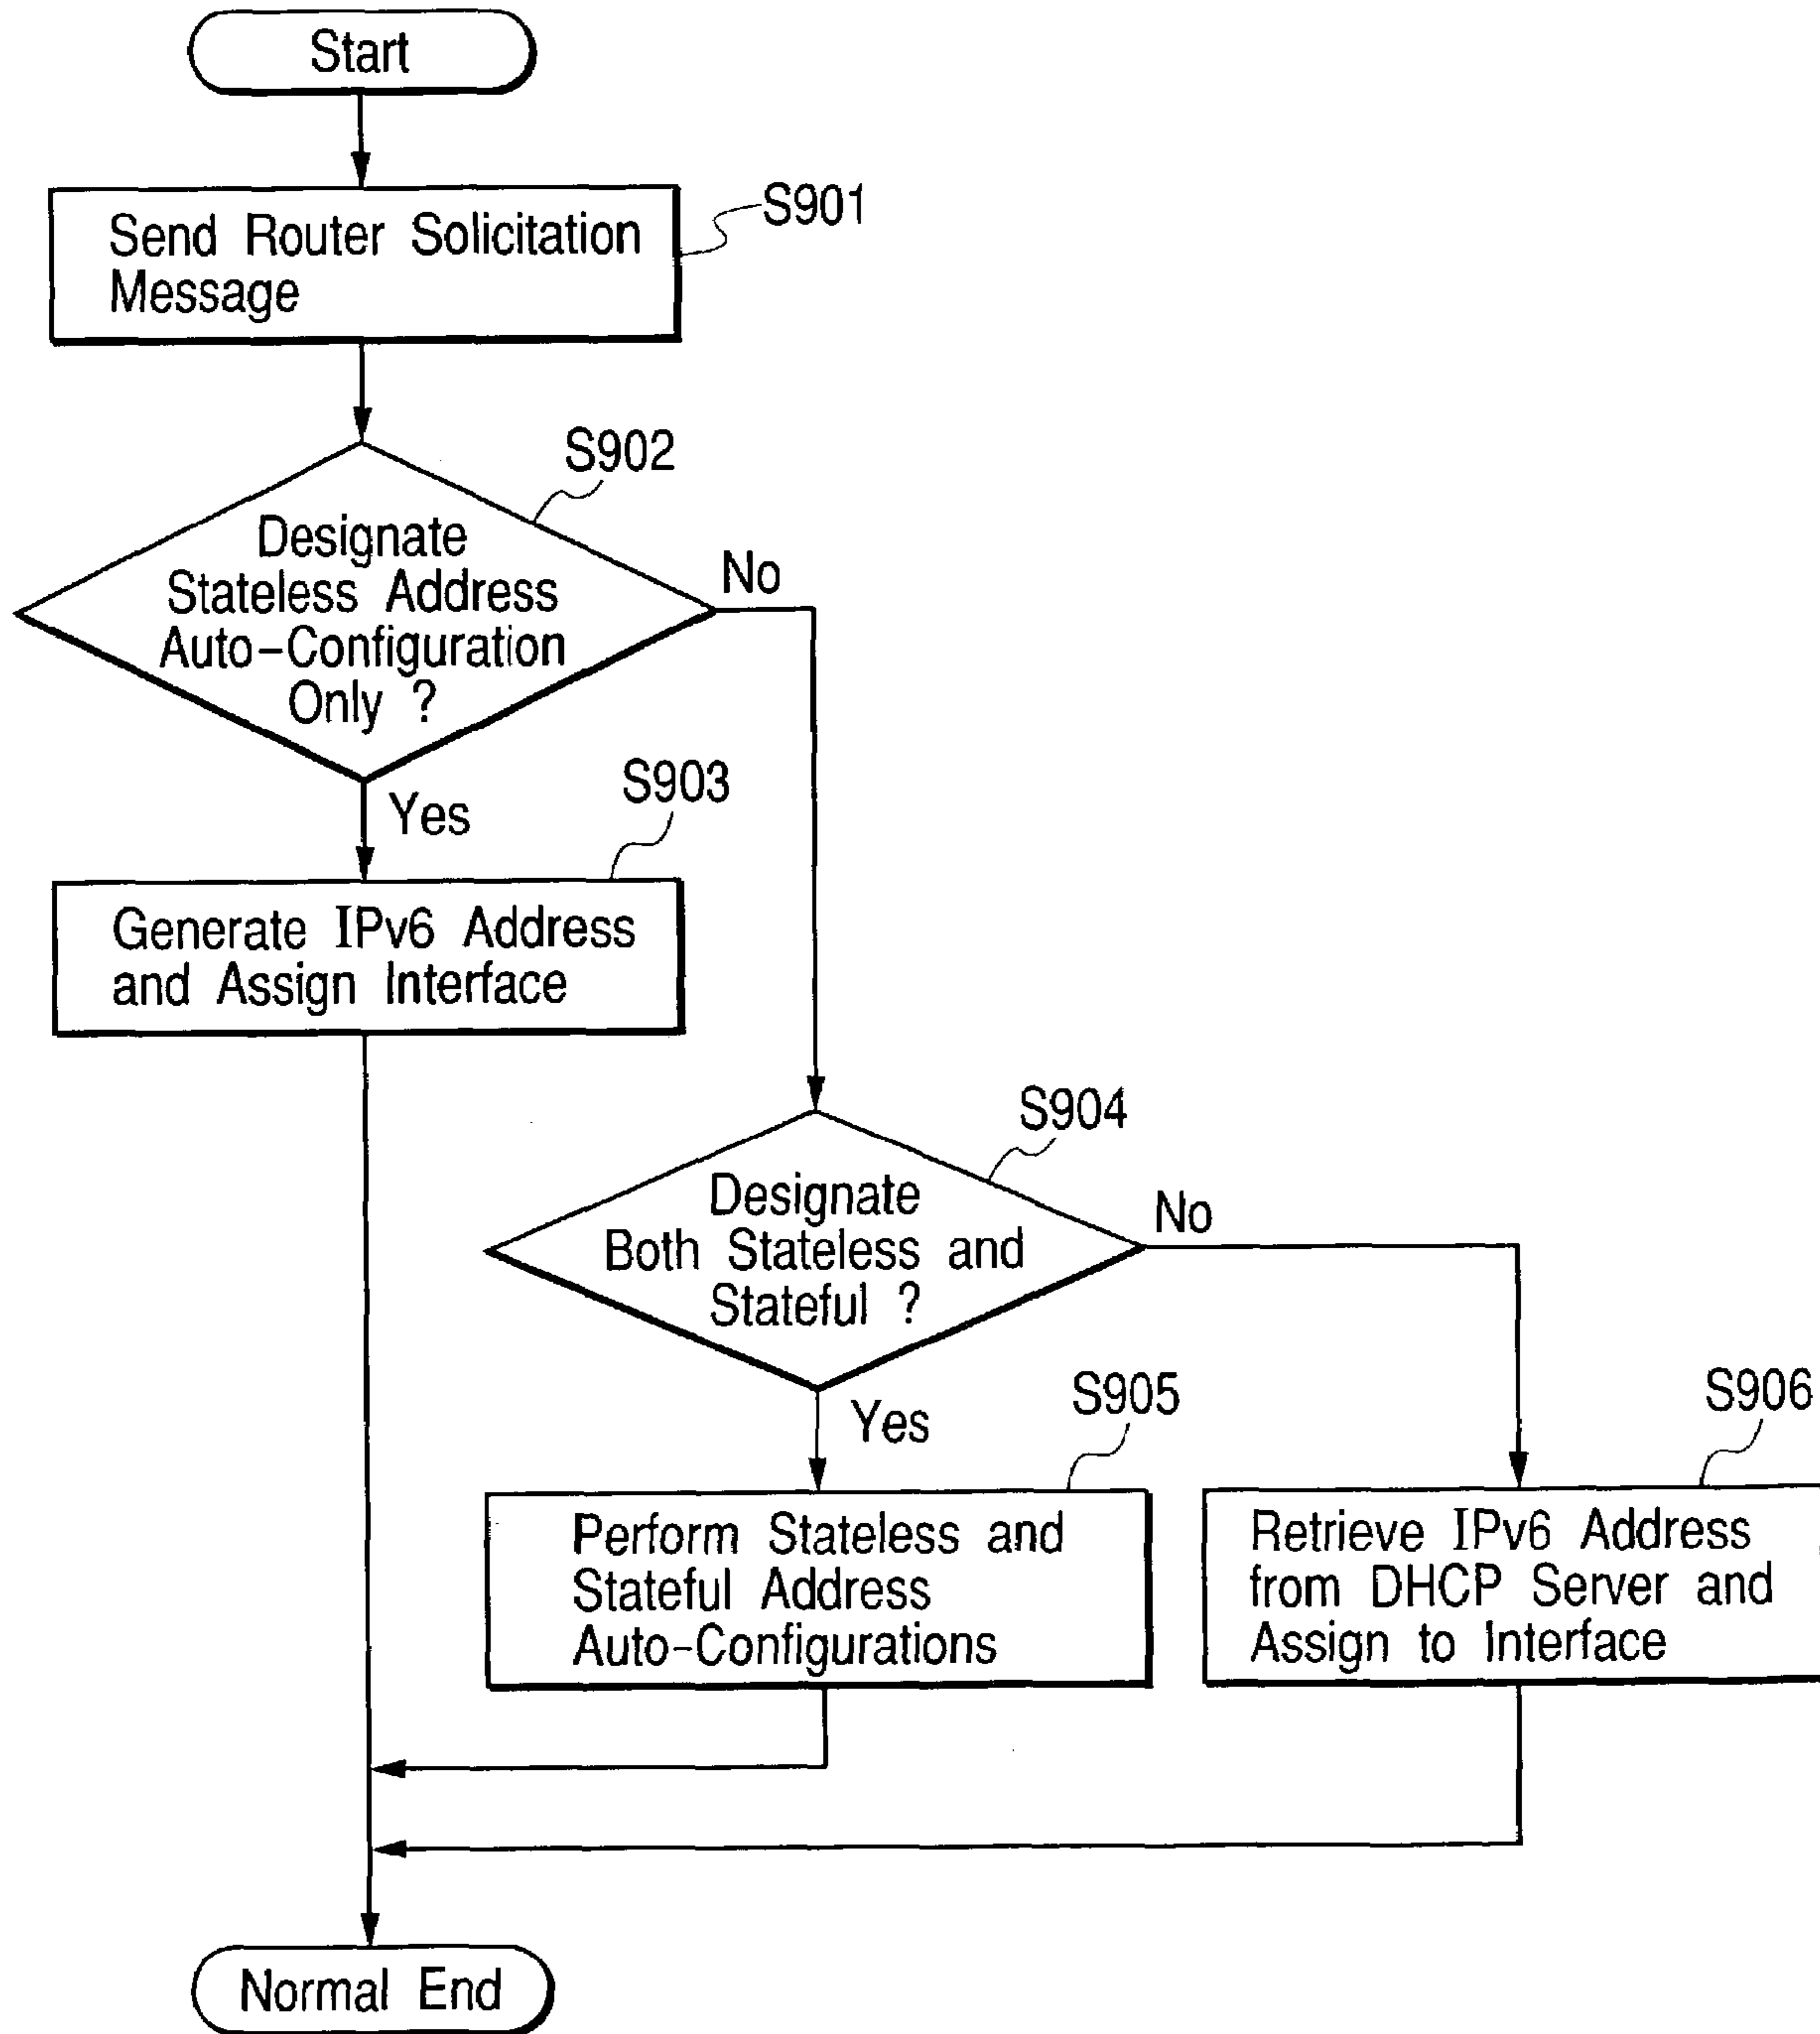 Start
Send Router Solicitation
Message
S901
S902
Designate
Stateless Address
Auto-Configuration
Only ?
No
Yes
S903
Generate IPv6 Address
and Assign Interface
S904
Designate
Both Stateless and
Stateful ?
No
Yes
S905
Perform Stateless and
Stateful Address
Auto-Configurations
S906
Retrieve IPv6 Address
from DHCP Server and
Assign to Interface
Normal End